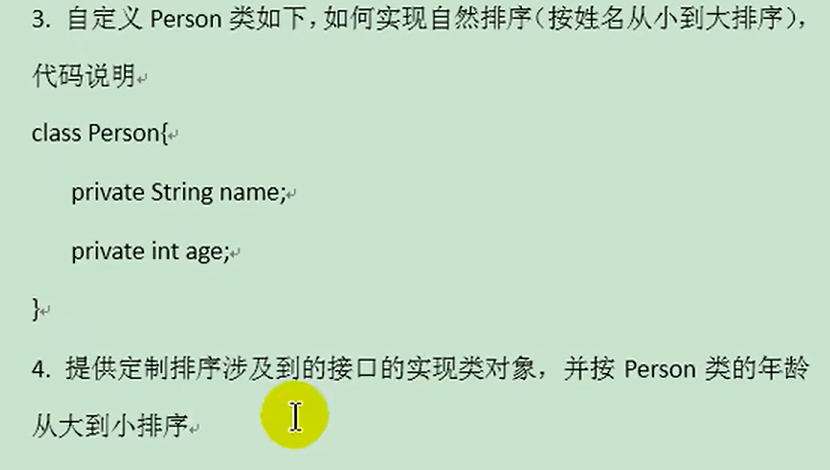 3. 自定义 Person 类如下，如何实现自然排序（按姓名从小到大排序），
代码说明
class Person{
private String name;
private int age;
}
4. 提供定制排序涉及到的接口的实现类对象，并按 Person 类的年龄
从大到小排序